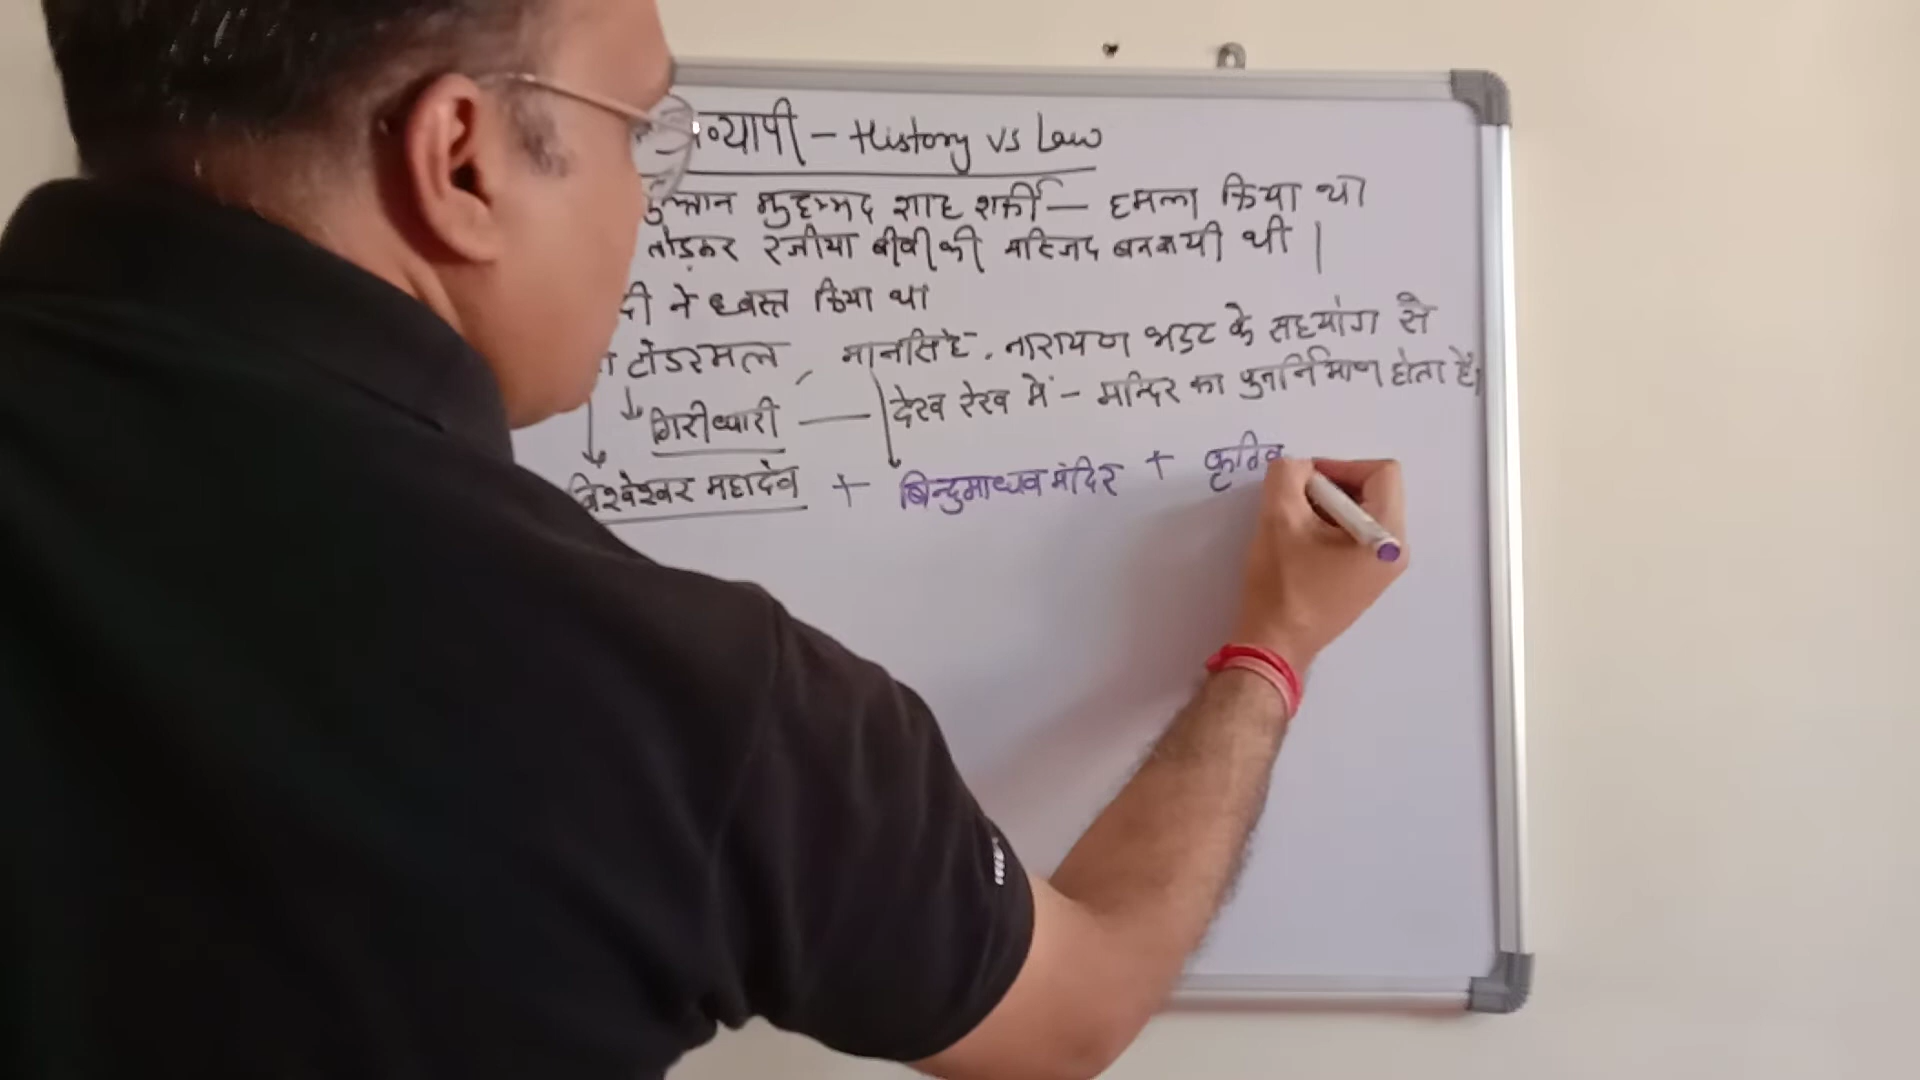 व्यापी – History vs Law
मुहम्मद शाह शर्की – हमला किया था
तोड़कर रजीया बीवी की मस्जिद बनवायी थी |
ने ध्वस्त किया था
टोडरमल, मानसिंह, नारायण भट्ट के सहयोग से
गिरीधारी — देख रेख में – मन्दिर का पुनर्निमाण होता है |
विश्वेश्वर महादेव + बिन्दुमाधव मंदिर +